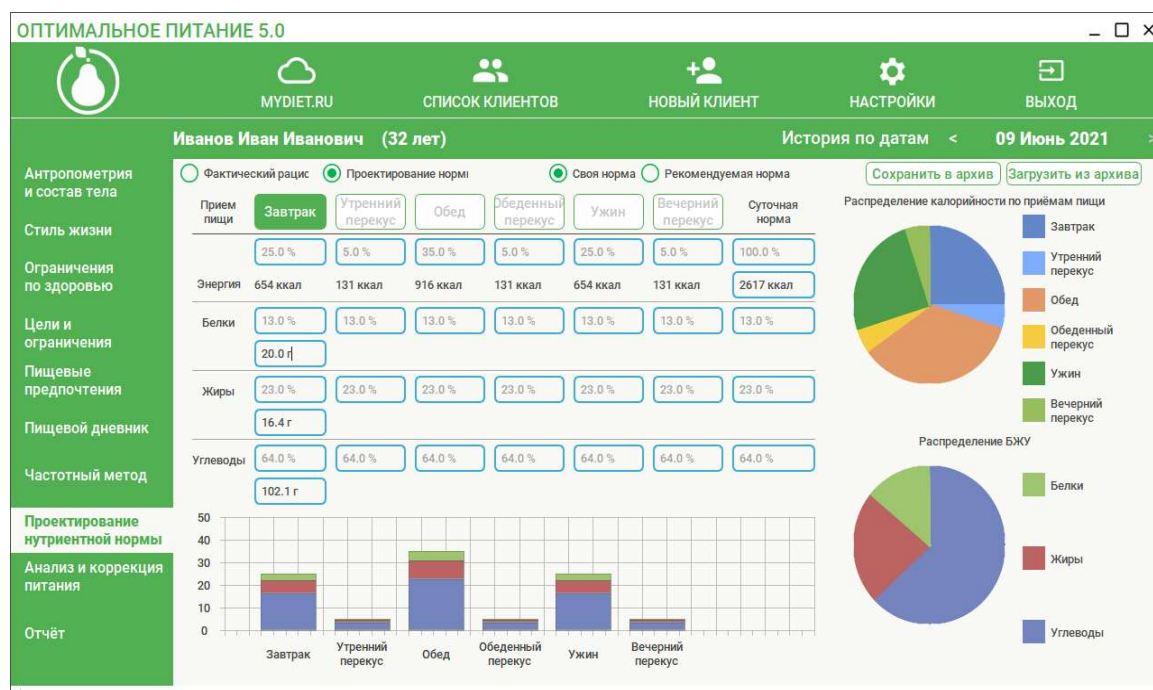 ОПТИМАЛЬНОЕ ПИТАНИЕ 5.0
MYDIET.RU СПИСОК КЛИЕНТОВ НОВЫЙ КЛИЕНТ НАСТРОЙКИ ВЫХОД
Иванов Иван Иванович (32 лет) История по датам < 09 Июнь 2021 >
Антропометрия
и состав тела
Стиль жизни
Ограничения
по здоровью
Цели и
ограничения
Пищевые
предпочтения
Пищевой дневник
Частотный метод
Проектирование
нутриентной нормы
Анализ и коррекция
питания
Отчёт
Фактический рацис Проектирование норми Своя норма Рекомендуемая норма Сохранить в архив Загрузить из архива
Прием
пищи
Завтрак
Утренний
перекус
Обед
Обеденный
перекус
Ужин
Вечерний
перекус
Суточная
норма
25.0 % 5.0 % 35.0 % 5.0 % 25.0 % 5.0 % 100.0 %
Энергия 654 ккал 131 ккал 916 ккал 131 ккал 654 ккал 131 ккал 2617 ккал
Белки 13.0 % 13.0 % 13.0 % 13.0 % 13.0 % 13.0 % 13.0 %
20.0 г
Жиры 23.0 % 23.0 % 23.0 % 23.0 % 23.0 % 23.0 % 23.0 %
16.4 г
Углеводы 64.0 % 64.0 % 64.0 % 64.0 % 64.0 % 64.0 % 64.0 %
102.1 г
50
40
30
20
10
0
Завтрак
Утренний
перекус
Обед
Обеденный
перекус
Ужин
Вечерний
перекус
Распределение калорийности по приёмам пищи
Завтрак
Утренний
перекус
Обед
Обеденный
перекус
Ужин
Вечерний
перекус
Распределение БЖУ
Белки
Жиры
Углеводы